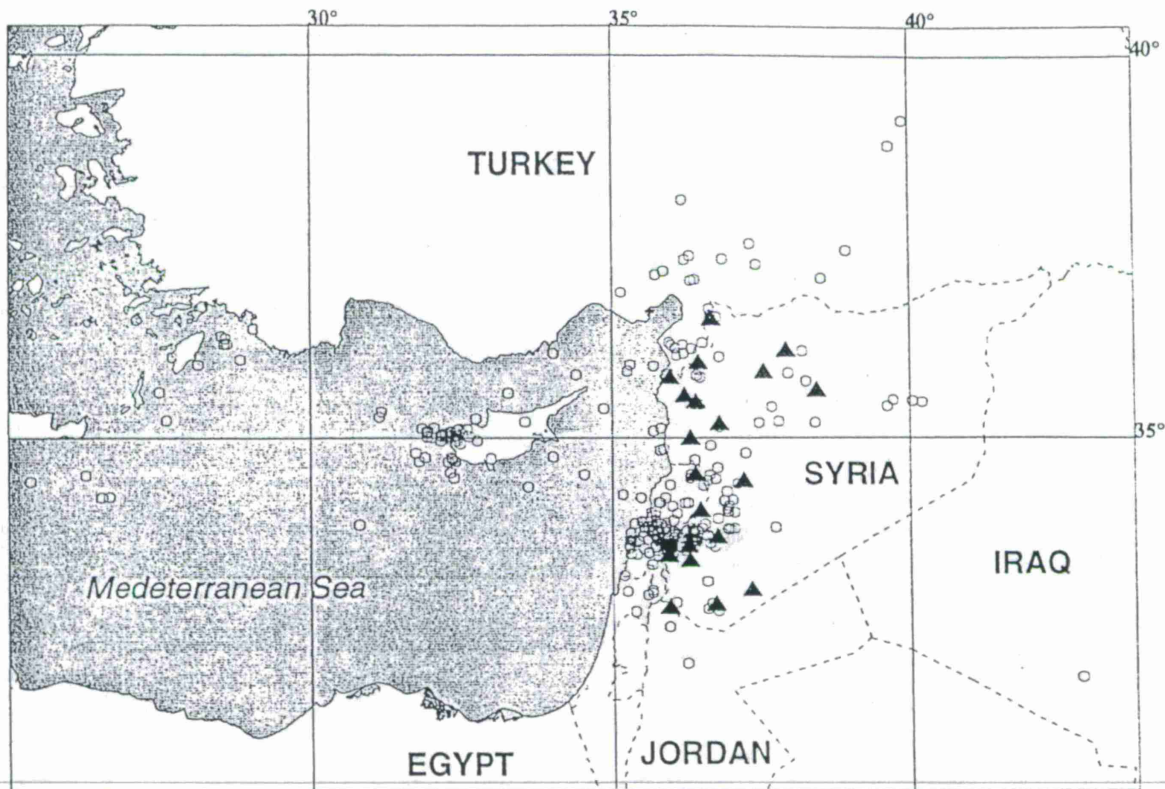 30°
35°
40°
40°
TURKEY
35°
SYRIA
IRAQ
Medeterranean Sea
JORDAN
EGYPT